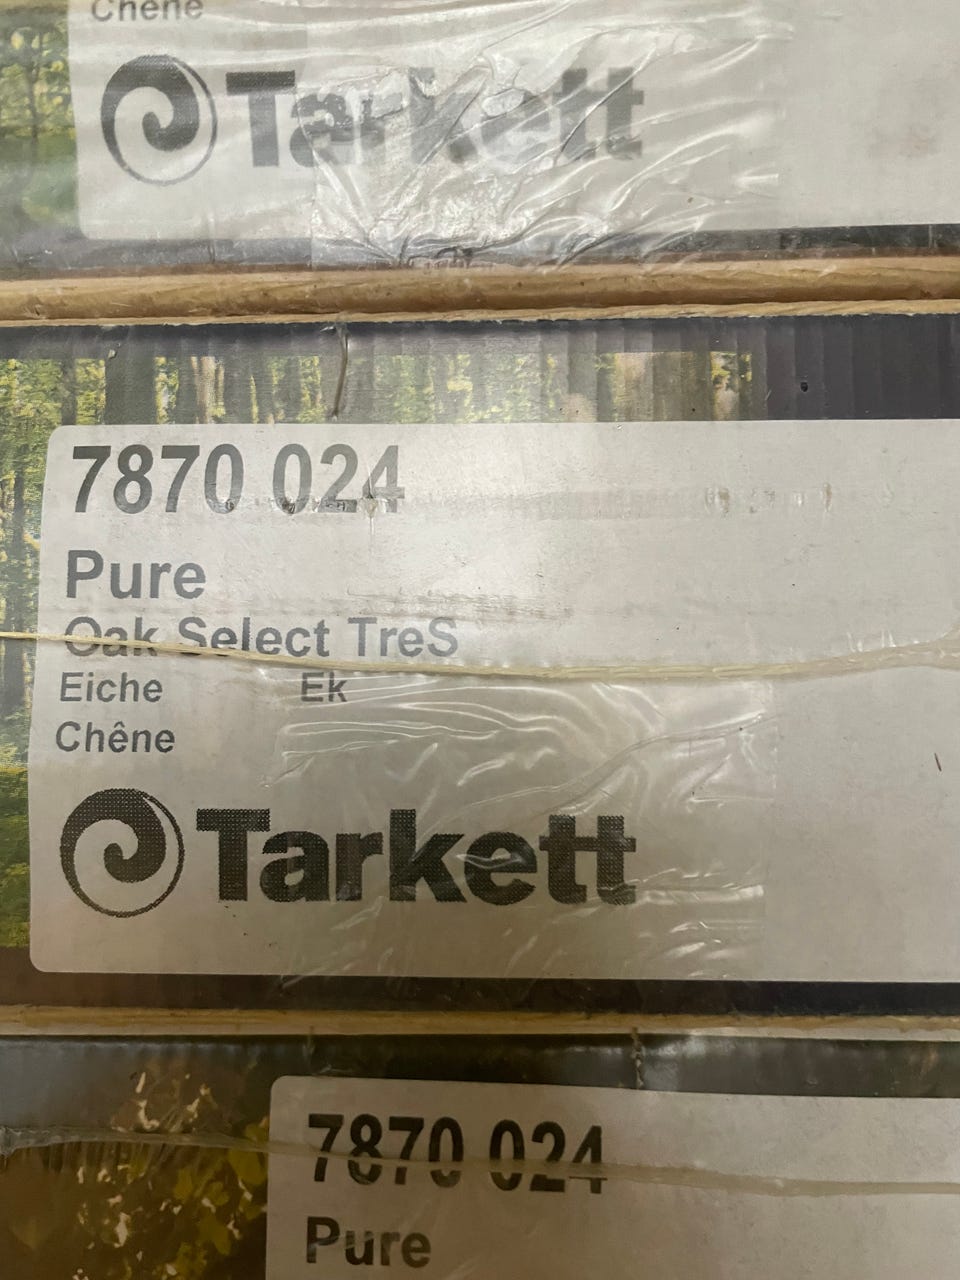 Chêne
Tarkett
7870 024
Pure
Oak Select TreS
Eiche Ek
Chêne
Tarkett
7870 024
Pure